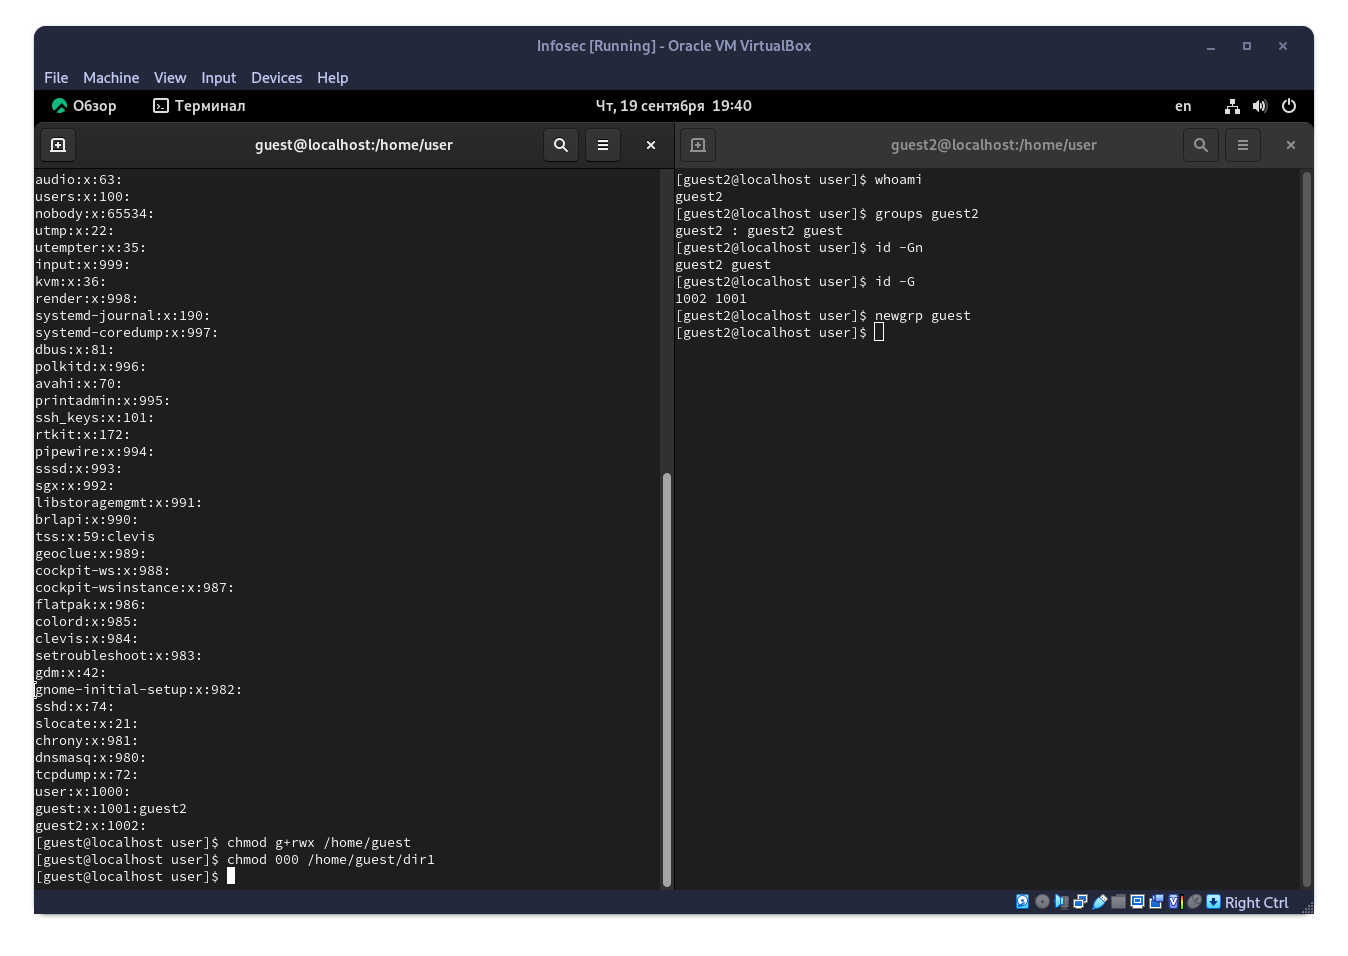 Infosec [Running] - Oracle VM VirtualBox
File Machine View Input Devices Help
Обзор Терминал Чт, 19 сентября 19:40 en
guest@localhost:/home/user
audio:x:63:
users:x:100:
nobody:x:65534:
utmp:x:22:
utempter:x:35:
input:x:999:
kvm:x:36:
render:x:998:
systemd-journal:x:190:
systemd-coredump:x:997:
dbus:x:81:
polkitd:x:996:
avahi:x:70:
printadmin:x:995:
ssh_keys:x:101:
rtkit:x:172:
pipewire:x:994:
sssd:x:993:
sgx:x:992:
libstoragemgmt:x:991:
brlapi:x:990:
tss:x:59:clevis
geoclue:x:989:
cockpit-ws:x:988:
cockpit-wsinstance:x:987:
flatpak:x:986:
colord:x:985:
clevis:x:984:
setroubleshoot:x:983:
gdm:x:42:
gnome-initial-setup:x:982:
sshd:x:74:
slocate:x:21:
chrony:x:981:
dnsmasq:x:980:
tcpdump:x:72:
user:x:1000:
guest:x:1001:guest2
guest2:x:1002:
[guest@localhost user]$ chmod g+rwx /home/guest
[guest@localhost user]$ chmod 000 /home/guest/dir1
[guest@localhost user]$
guest2@localhost:/home/user
[guest2@localhost user]$ whoami
guest2
[guest2@localhost user]$ groups guest2
guest2 : guest2 guest
[guest2@localhost user]$ id -Gn
guest2 guest
[guest2@localhost user]$ id -G
1002 1001
[guest2@localhost user]$ newgrp guest
[guest2@localhost user]$
Right Ctrl